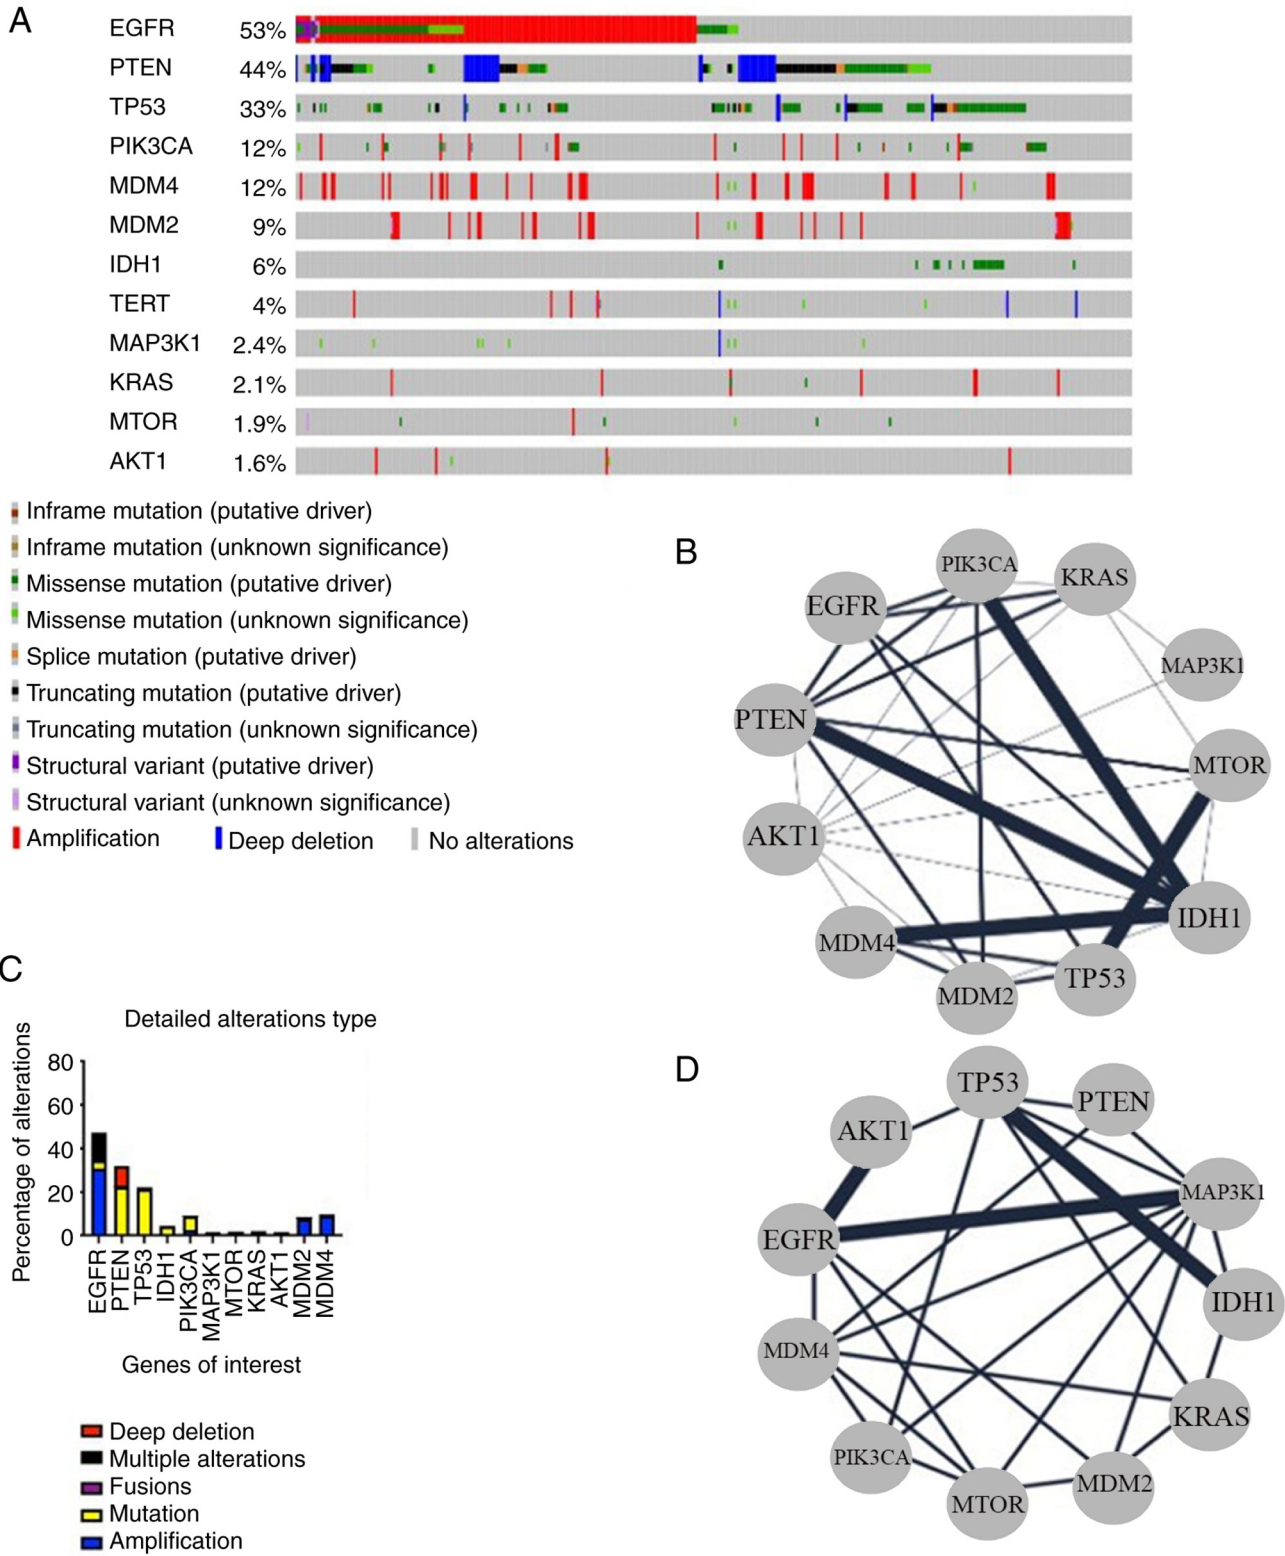 A
EGFR 53%
PTEN 44%
TP53 33%
PIK3CA 12%
MDM4 12%
MDM2 9%
IDH1 6%
TERT 4%
MAP3K1 2.4%
KRAS 2.1%
MTOR 1.9%
AKT1 1.6%
Inframe mutation (putative driver)
Inframe mutation (unknown significance)
Missense mutation (putative driver)
Missense mutation (unknown significance)
Splice mutation (putative driver)
Truncating mutation (putative driver)
Truncating mutation (unknown significance)
Structural variant (putative driver)
Structural variant (unknown significance)
Amplification Deep deletion No alterations
B
PIK3CA
KRAS
EGFR
MAP3K1
PTEN
MTOR
AKT1
IDH1
MDM4
TP53
MDM2
C
Detailed alterations type
Percentage of alterations
80
60
40
20
0
EGFR
PTEN
TP53
IDH1
PIK3CA
MAP3K1
MTOR
KRAS
AKT1
MDM2
MDM4
Genes of interest
Deep deletion
Multiple alterations
Fusions
Mutation
Amplification
D
TP53
PTEN
AKT1
MAP3K1
EGFR
IDH1
MDM4
KRAS
PIK3CA
MDM2
MTOR